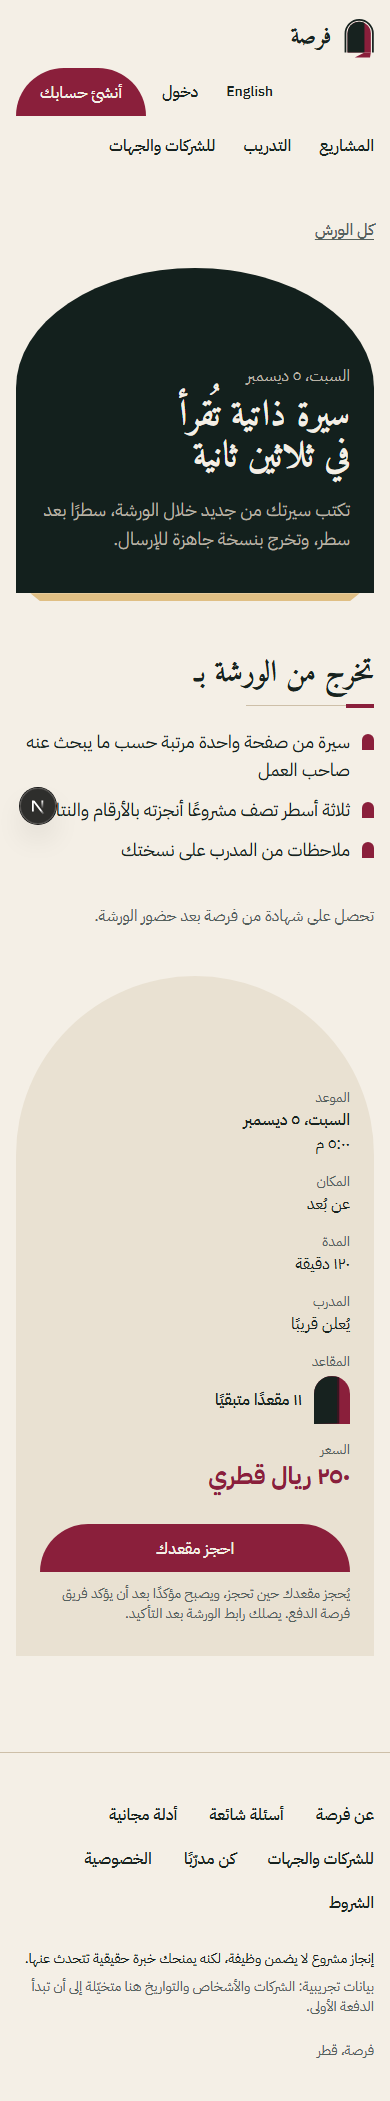 فرصة
English
دخول
أنشئ حسابك
المشاريع
التدريب
للشركات والجهات
كل الورش
السبت، ٥ ديسمبر
سيرة ذاتية تُقرأ
في ثلاثين ثانية
تكتب سيرتك من جديد خلال الورشة، سطرًا بعد
سطر، وتخرج بنسخة جاهزة للإرسال.
تخرج من الورشة بـ
سيرة من صفحة واحدة مرتبة حسب ما يبحث عنه
صاحب العمل
ثلاثة أسطر تصف مشروعًا أنجزته بالأرقام
N
ملاحظات من المدرب على نسختك
تحصل على شهادة من فرصة بعد حضور الورشة.
الموعد
السبت، ٥ ديسمبر
٥:٠٠ م
المكان
عن بُعد
المدة
١٢٠ دقيقة
المدرب
يُعلن قريبًا
المقاعد
١١ مقعدًا متبقيًا
السعر
٢٥٠ ريال قطري
احجز مقعدك
يُحجز مقعدك حين تحجز، ويصبح مؤكدًا بعد أن يؤكد فريق
فرصة الدفع. يصلك رابط الورشة بعد التأكيد.
عن فرصة
أسئلة شائعة
أدلة مجانية
للشركات والجهات
كن مدرّبًا
الخصوصية
الشروط
إنجاز مشروع لا يضمن وظيفة، لكنه يمنحك خبرة حقيقية تتحدث عنها.
بيانات تجريبية: الشركات والأشخاص والتواريخ هنا متخيّلة إلى أن تبدأ
الدفعة الأولى.
فرصة، قطر